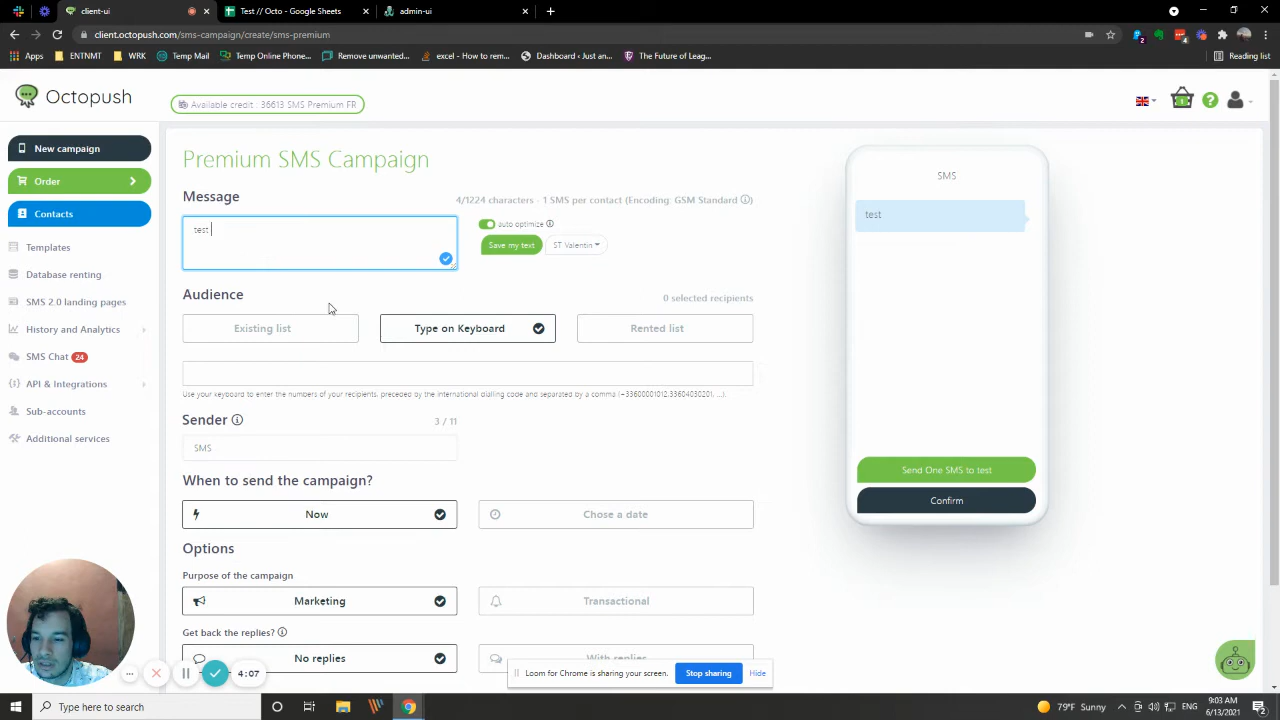 octopush
Test // Octo - Google Sheets
admin-ui
client.octopush.com/sms-campaign/create/sms-premium
Apps
ENTNMT
WRK
Temp Mail
Temp Online Phone...
Remove unwanted...
excel - How to rem...
Dashboard - Just an...
The Future of Leag...
Reading list
Octopush
Available credit : 36613 SMS Premium FR
New campaign
Order
Contacts
Templates
Database renting
SMS 2.0 landing pages
History and Analytics
SMS Chat 24
API & Integrations
Sub-accounts
Additional services
Premium SMS Campaign
Message
4/1224 characters - 1 SMS per contact (Encoding: GSM Standard)
test
auto optimize
Save my text
ST Valentin
Audience
0 selected recipients
Existing list
Type on Keyboard
Rented list
Use your keyboard to enter the numbers of your recipients, preceded by the international dialling code and separated by a comma (+33600001012,33604030201, ...).
Sender
3 / 11
SMS
When to send the campaign?
Now
Chose a date
Options
Purpose of the campaign
Marketing
Transactional
Get back the replies?
No replies
With replies
SMS
test
Send One SMS to test
Confirm
4:07
Loom for Chrome is sharing your screen.
Stop sharing
Hide
Windows (C:)
79°F Sunny
ENG
9:03 AM
6/13/2021
2